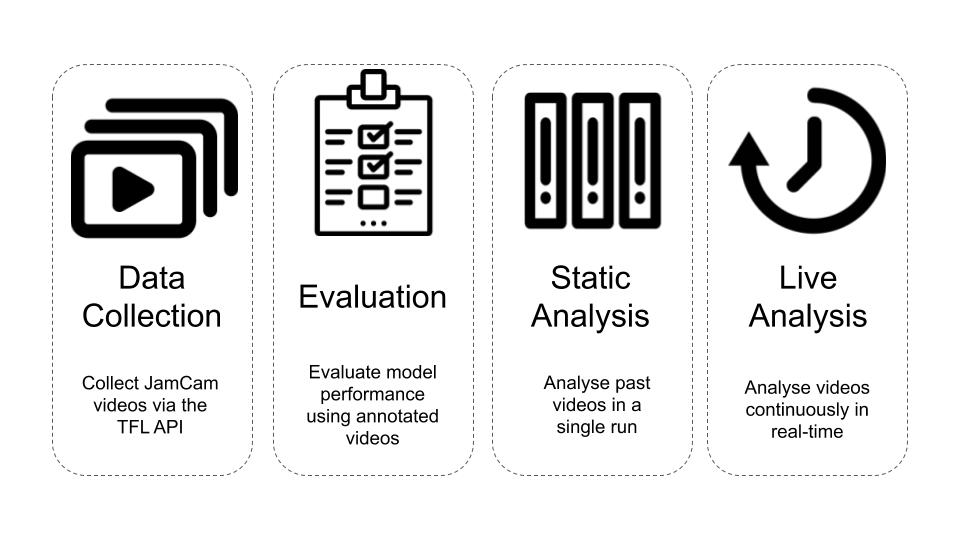 Data
Collection
Collect JamCam
videos via the
TFL API
Evaluation
Evaluate model
performance
using annotated
videos
Static
Analysis
Analyse past
videos in a
single run
Live
Analysis
Analyse videos
continuously in
real-time